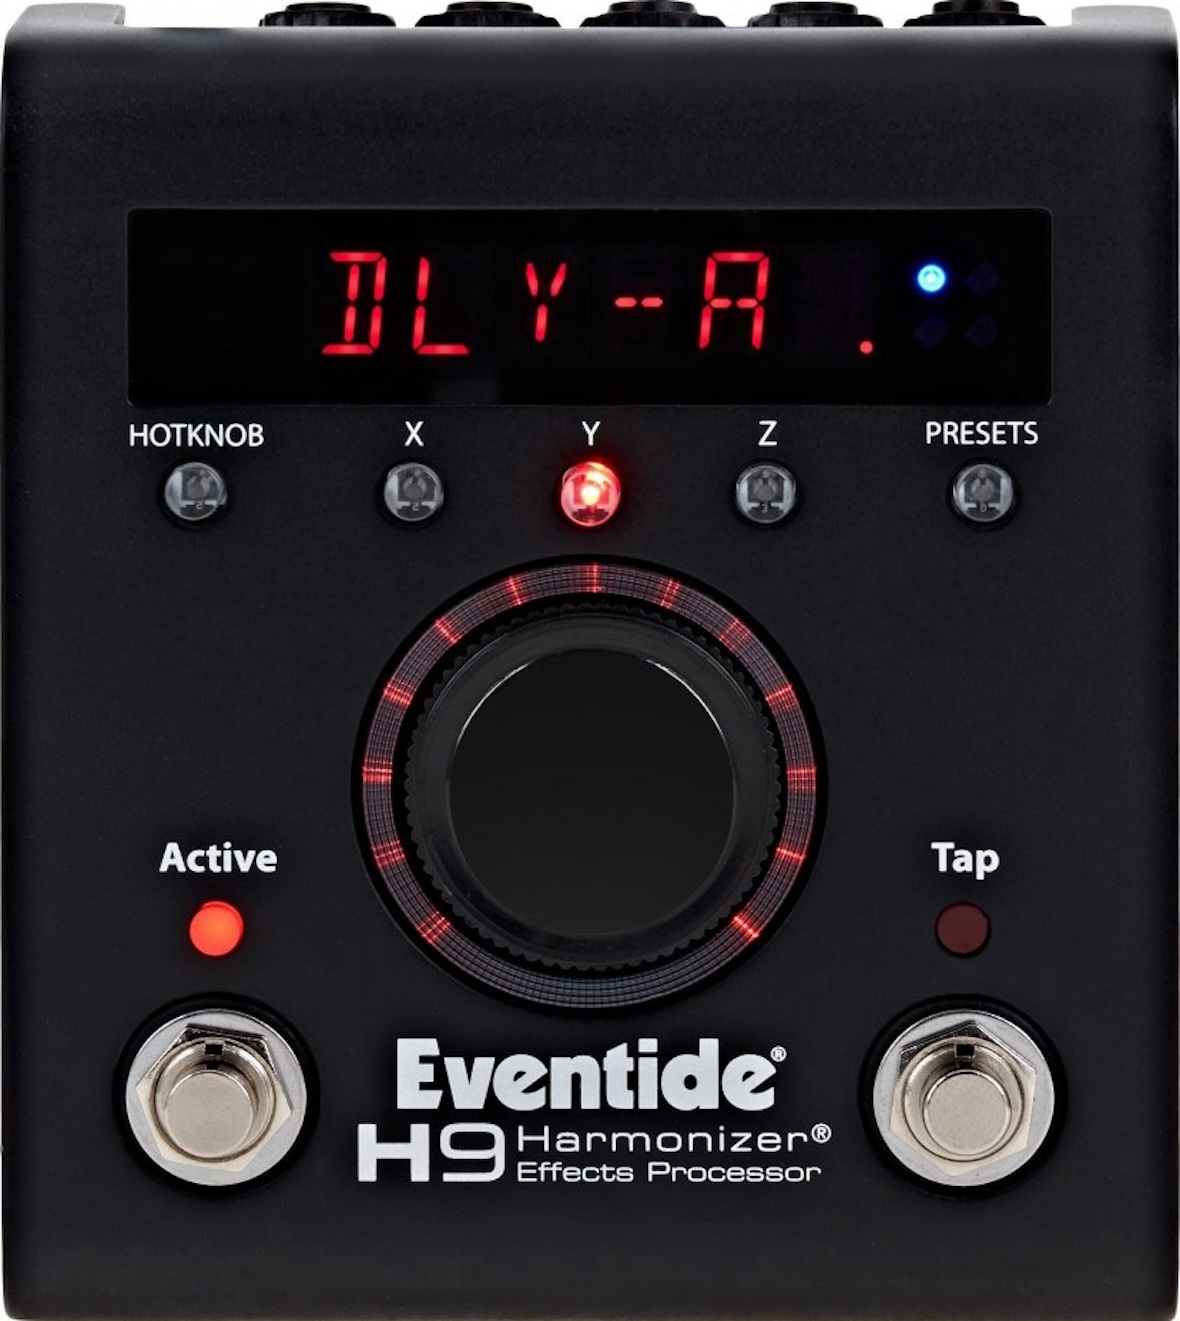 DLY-A .
HOTKNOB X Y Z PRESETS
Active Tap
Eventide®
H9 Harmonizer®
Effects Processor